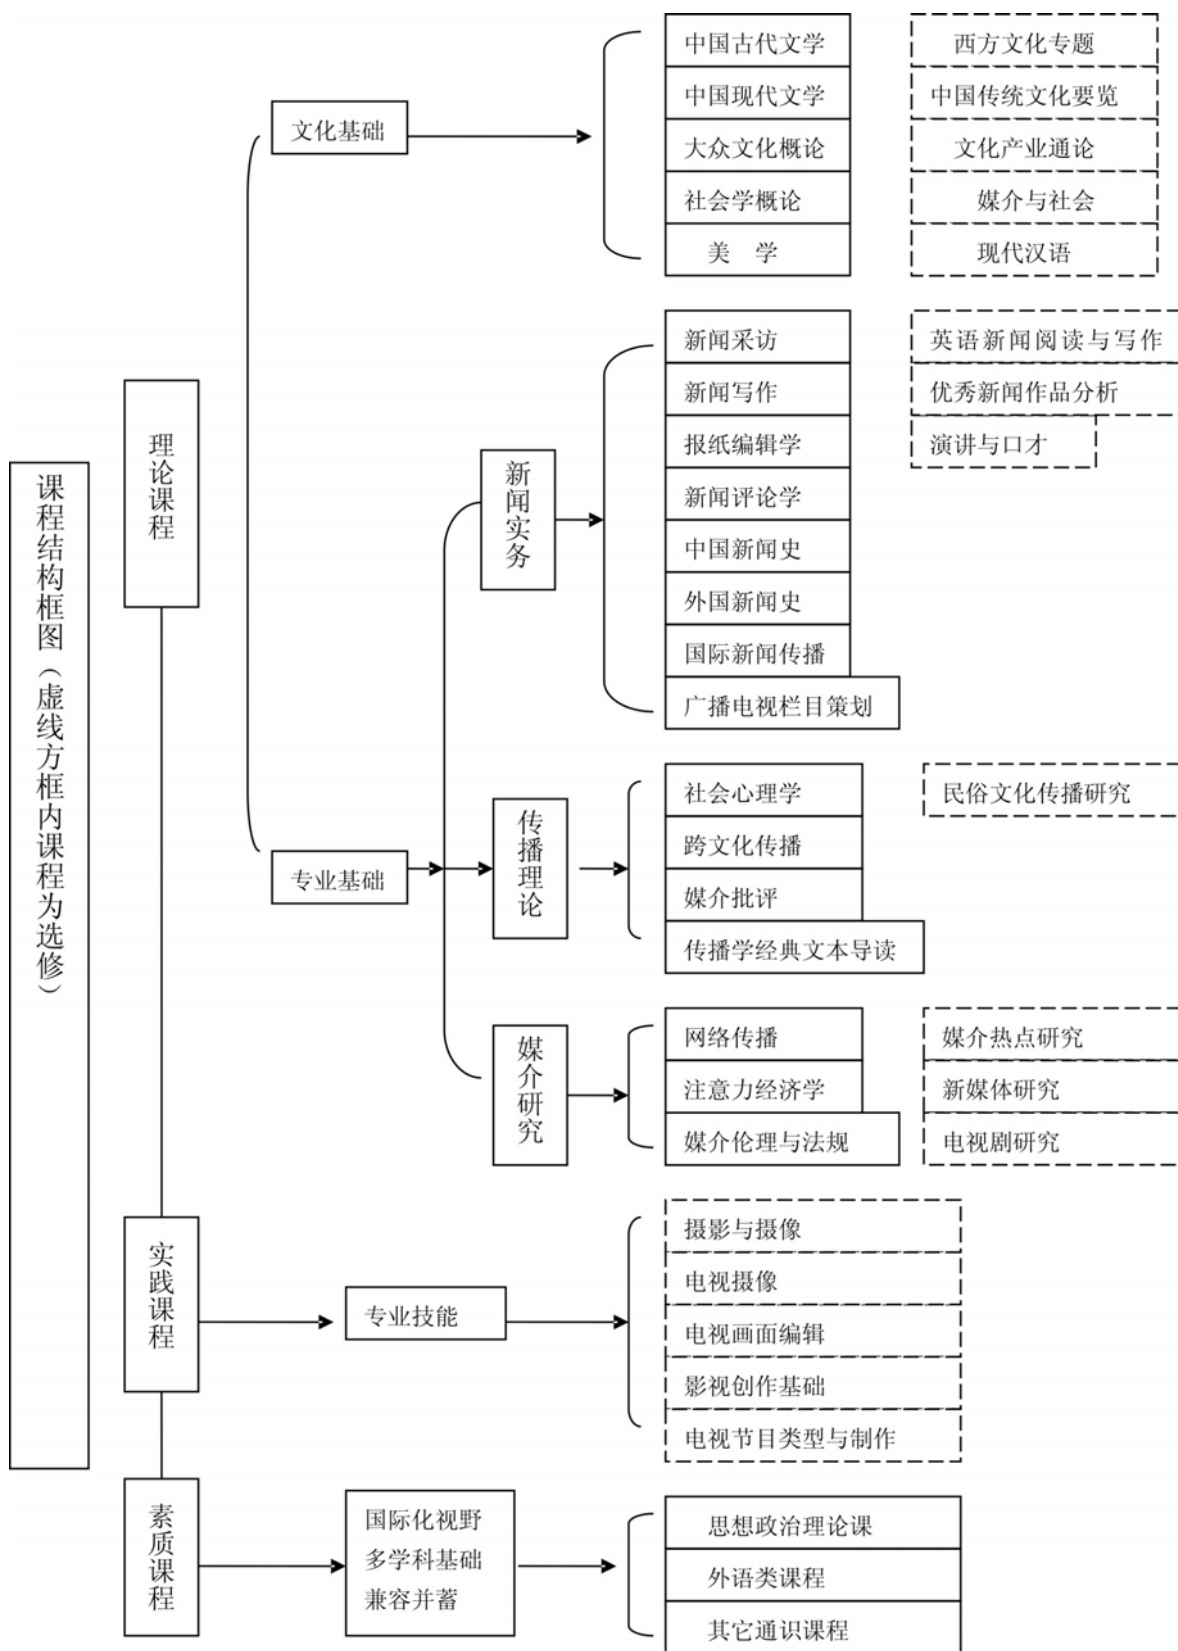 课程结构框图（虚线方框内课程为选修）
理论课程
文化基础
中国古代文学
西方文化专题
中国现代文学
中国传统文化要览
大众文化概论
文化产业通论
社会学概论
媒介与社会
美 学
现代汉语
专业基础
新闻实务
新闻采访
英语新闻阅读与写作
新闻写作
优秀新闻作品分析
报纸编辑学
演讲与口才
新闻评论学
中国新闻史
外国新闻史
国际新闻传播
广播电视栏目策划
传播理论
社会心理学
民俗文化传播研究
跨文化传播
媒介批评
传播学经典文本导读
媒介研究
网络传播
媒介热点研究
注意力经济学
新媒体研究
媒介伦理与法规
电视剧研究
实践课程
专业技能
摄影与摄像
电视摄像
电视画面编辑
影视创作基础
电视节目类型与制作
素质课程
国际化视野
多学科基础
兼容并蓄
思想政治理论课
外语类课程
其它通识课程